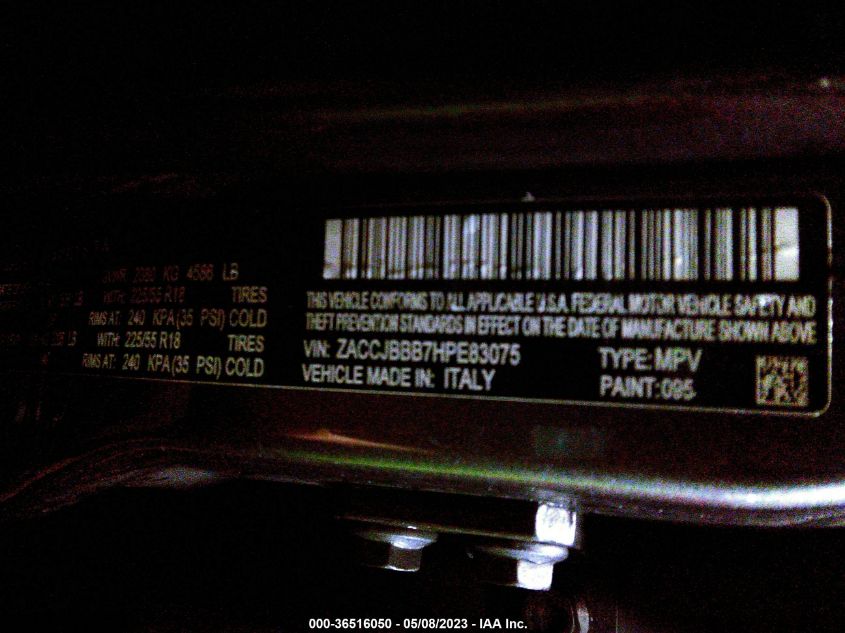 GVWR 2280 KG 4586 LB
WITH: 225/55 R18 TIRES
RIMS AT: 240 KPA (35 PSI) COLD
WITH: 225/55 R18 TIRES
RIMS AT: 240 KPA (35 PSI) COLD
THIS VEHICLE CONFORMS TO ALL APPLICABLE U.S.A. FEDERAL MOTOR VEHICLE SAFETY AND
THEFT PREVENTION STANDARDS IN EFFECT ON THE DATE OF MANUFACTURE SHOWN ABOVE
VIN: ZACCJBBB7HPE83075 TYPE: MPV
VEHICLE MADE IN: ITALY PAINT: 095
000-36516050 - 05/08/2023 - IAA Inc.